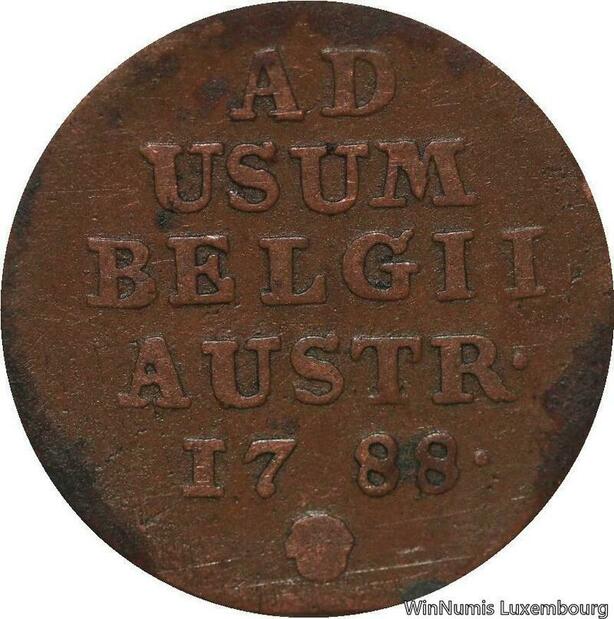 AD
USUM
BELGII
AUSTR·
17 88·
WinNumis Luxembourg